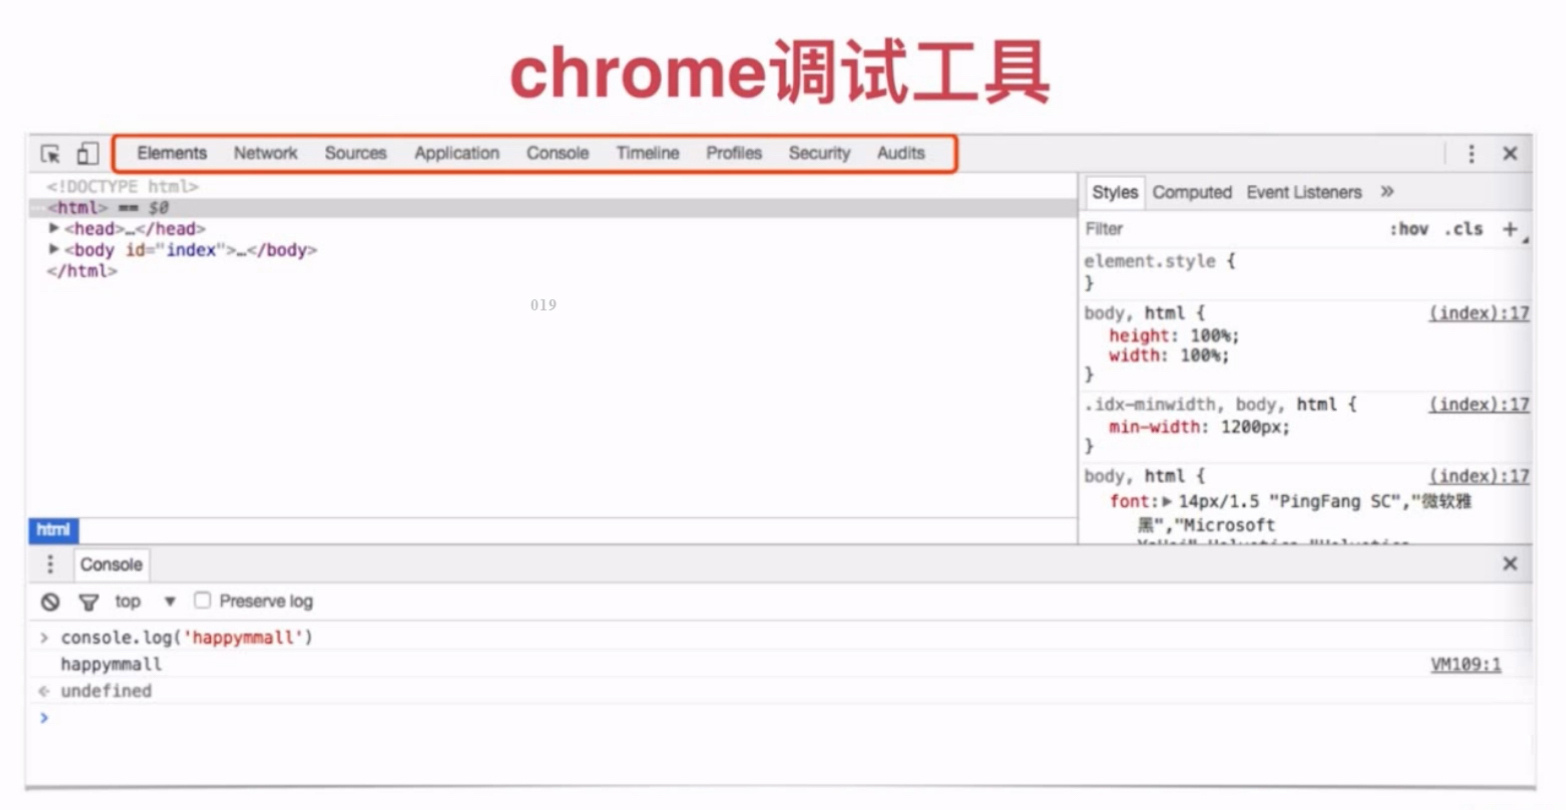 chrome调试工具
Elements Network Sources Application Console Timeline Profiles Security Audits
<!DOCTYPE html>
<html> == $0
<head>…</head>
<body id="index">…</body>
</html>
019
html
Styles Computed Event Listeners »
Filter :hov .cls +
element.style {
}
body, html { (index):17
height: 100%;
width: 100%;
}
.idx-minwidth, body, html { (index):17
min-width: 1200px;
}
body, html { (index):17
font: 14px/1.5 "PingFang SC","微软雅
黑","Microsoft
Console
top Preserve log
> console.log('happymmall')
happymmall VM109:1
undefined
>